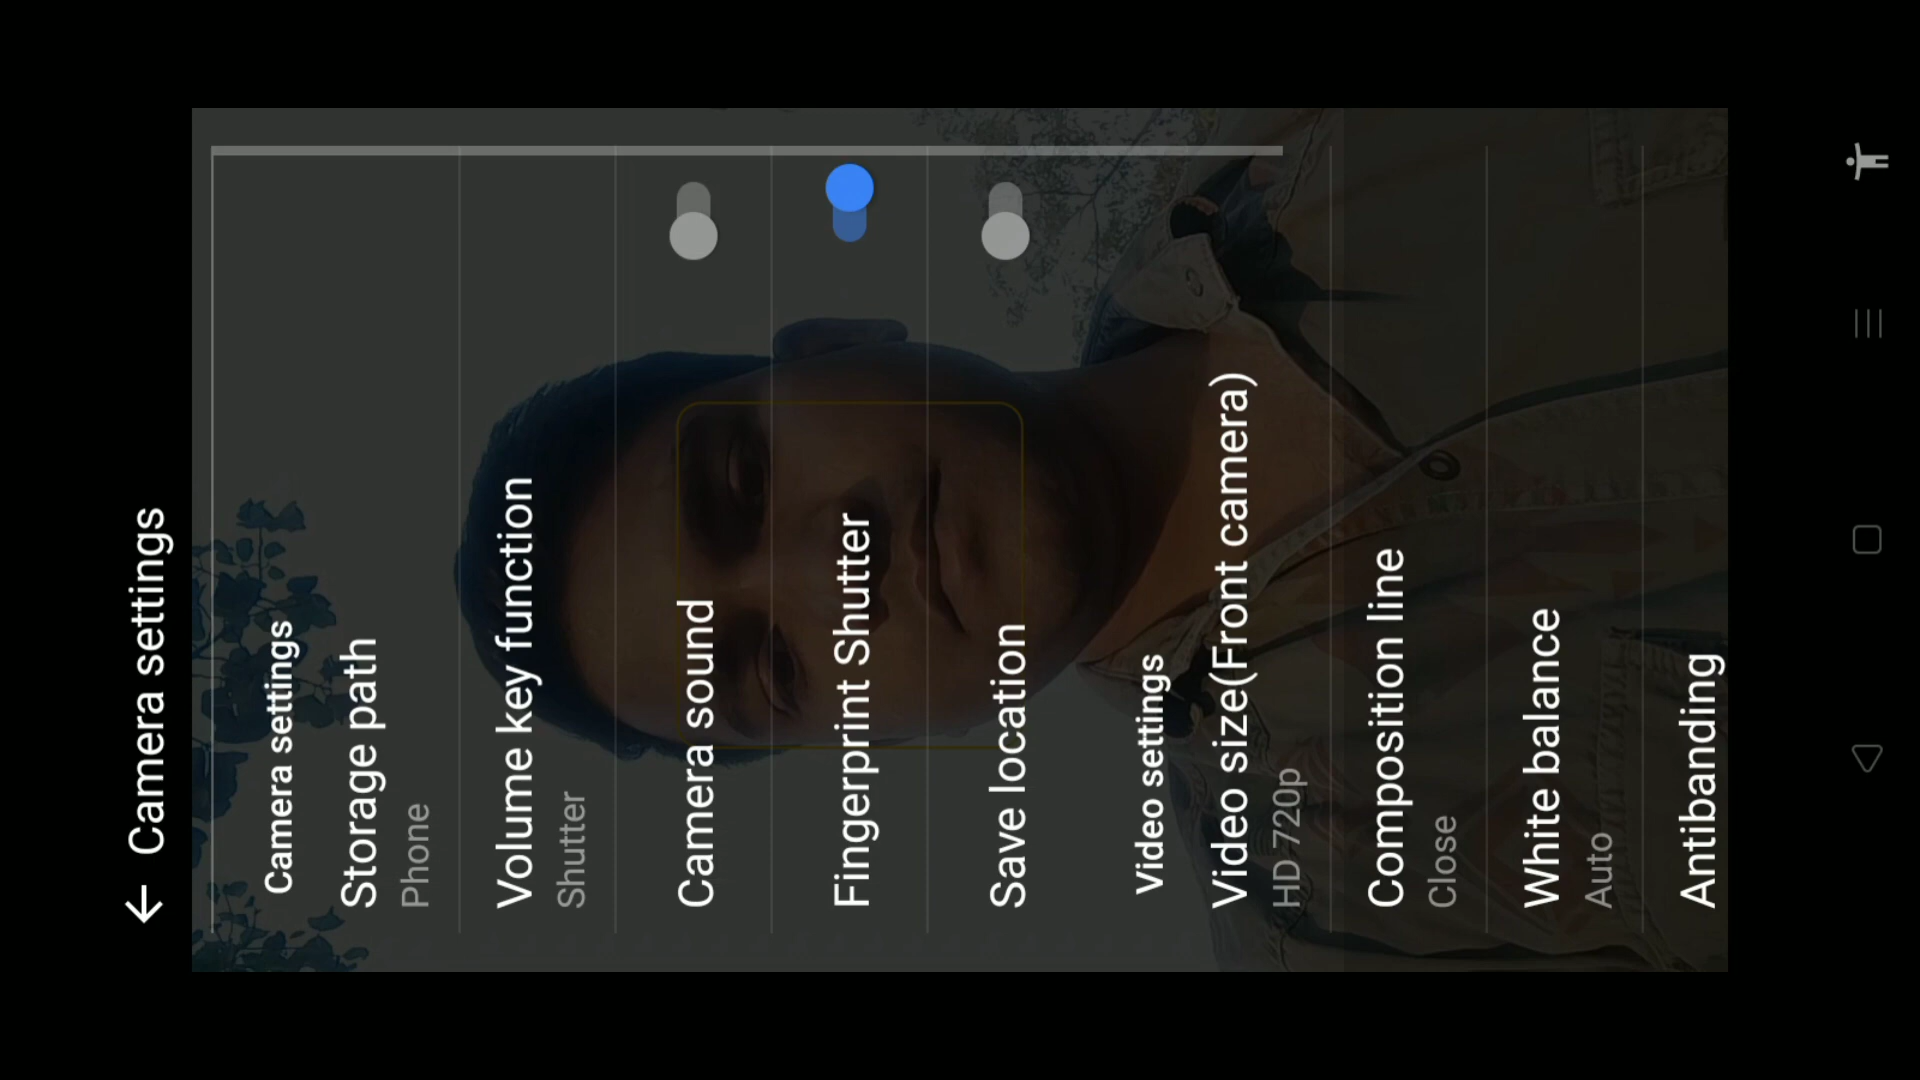 Camera settings
Camera settings
Storage path
Phone
Volume key function
Shutter
Camera sound
Fingerprint Shutter
Save location
Video settings
Video size(Front camera)
HD 720p
Composition line
Close
White balance
Auto
Antibanding